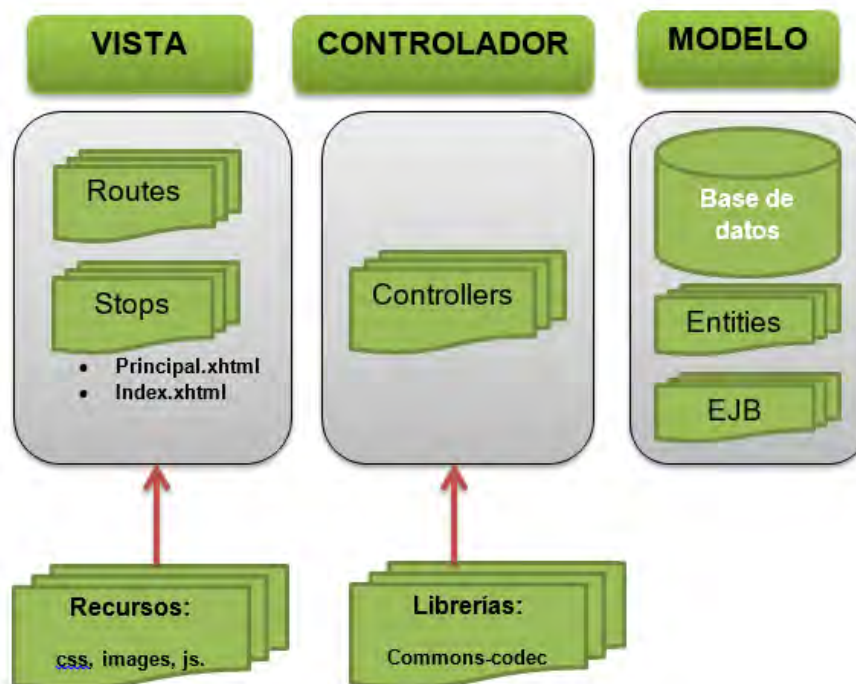 VISTA
CONTROLADOR
MODELO
Routes
Stops
• Principal.xhtml
• Index.xhtml
Controllers
Base de
datos
Entities
EJB
Recursos:
css, images, js.
Librerías:
Commons-codec